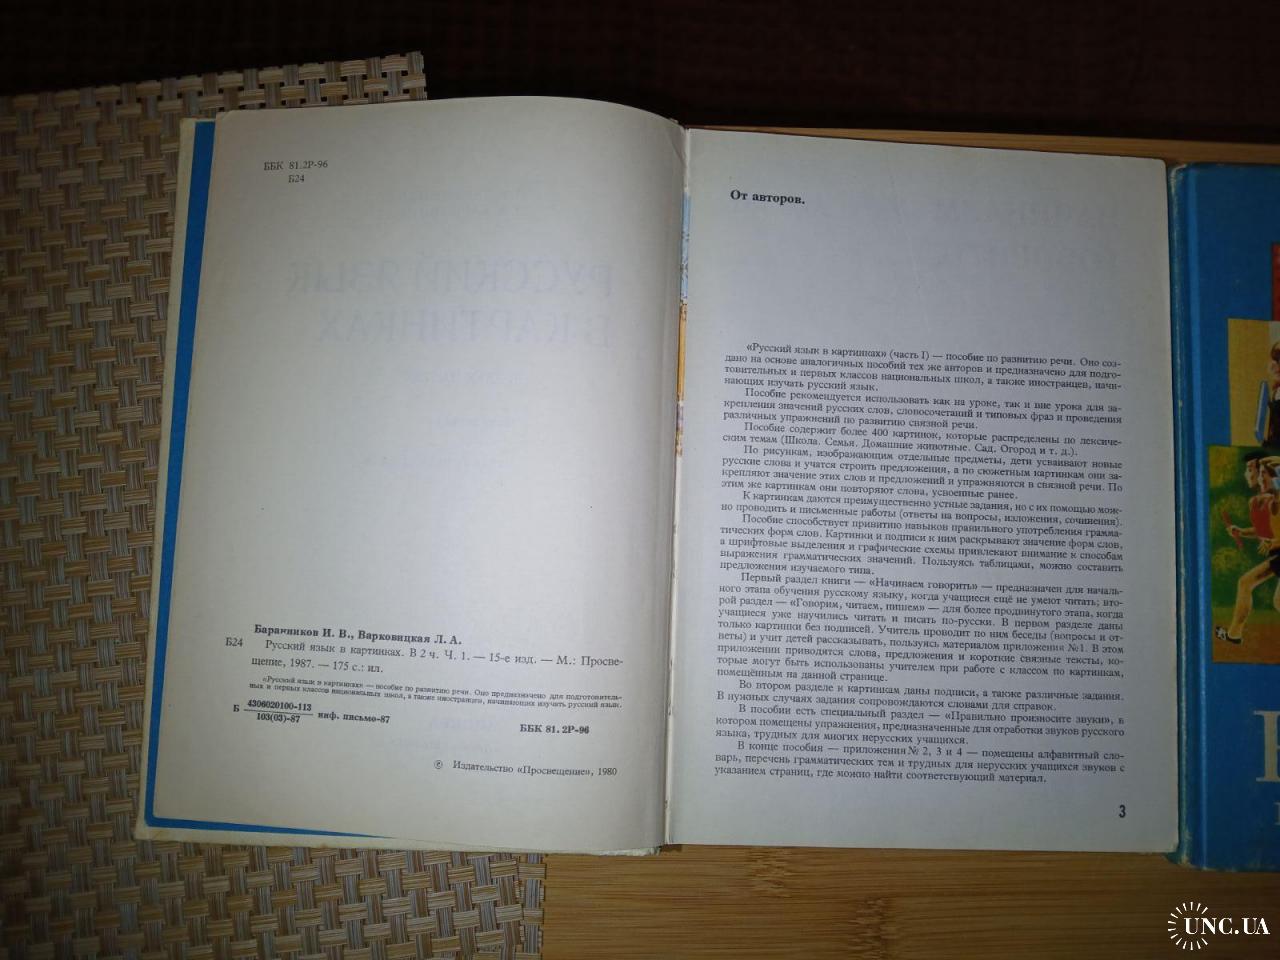 ББК 81.2Р-96
Б24
Баранников И. В., Варковицкая Л. А.
Б24 Русский язык в картинках. В 2 ч. Ч. 1. — 15-е изд. — М.: Просве-
щение, 1987. — 175 с.: ил.
«Русский язык в картинках» — пособие по развитию речи. Оно предназначено для подготовитель-
ных и первых классов национальных школ, а также иностранцев, начинающих изучать русский язык.
Б 4306020100-113
103(03)-87 инф. письмо-87
ББК 81. 2Р-96
© Издательство «Просвещение», 1980
От авторов.
«Русский язык в картинках» (часть I) — пособие по развитию речи. Оно соз-
дано на основе аналогичных пособий тех же авторов и предназначено для подго-
товительных и первых классов национальных школ, а также иностранцев, начи-
нающих изучать русский язык.
Пособие рекомендуется использовать как на уроке, так и вне урока для за-
крепления значений русских слов, словосочетаний и типовых фраз и проведения
различных упражнений по развитию связной речи.
Пособие содержит более 400 картинок, которые распределены по лексиче-
ским темам (Школа. Семья. Домашние животные. Сад. Огород и т. д.).
По рисункам, изображающим отдельные предметы, дети усваивают новые
русские слова и учатся строить предложения, а по сюжетным картинкам они за-
крепляют значение этих слов и предложений и упражняются в связной речи. По
этим же картинкам они повторяют слова, усвоенные ранее.
К картинкам даются преимущественно устные задания, но с их помощью мож-
но проводить и письменные работы (ответы на вопросы, изложения, сочинения).
Пособие способствует привитию навыков правильного употребления грамма-
тических форм слов. Картинки и подписи к ним раскрывают значение форм слов,
а шрифтовые выделения и графические схемы привлекают внимание к способам
выражения грамматических значений. Пользуясь таблицами, можно составить
предложения изучаемого типа.
Первый раздел книги — «Начинаем говорить» — предназначен для началь-
ного этапа обучения русскому языку, когда учащиеся ещё не умеют читать; вто-
рой раздел — «Говорим, читаем, пишем» — для более продвинутого этапа, когда
учащиеся уже научились читать и писать по-русски. В первом разделе даны
только картинки без подписей. Учитель проводит по ним беседы (вопросы и от-
веты) и учит детей рассказывать, пользуясь материалом приложения №1. В этом
приложении приводятся слова, предложения и короткие связные тексты, ко-
торые могут быть использованы учителем при работе с классом по картинкам,
помещённым на данной странице.
Во втором разделе к картинкам даны подписи, а также различные задания.
В нужных случаях задания сопровождаются словами для справок.
В пособии есть специальный раздел — «Правильно произносите звуки», в
котором помещены упражнения, предназначенные для отработки звуков русского
языка, трудных для многих нерусских учащихся.
В конце пособия — приложения № 2, 3 и 4 — помещены алфавитный сло-
варь, перечень грамматических тем и трудных для нерусских учащихся звуков с
указанием страниц, где можно найти соответствующий материал.
3
UNC.UA